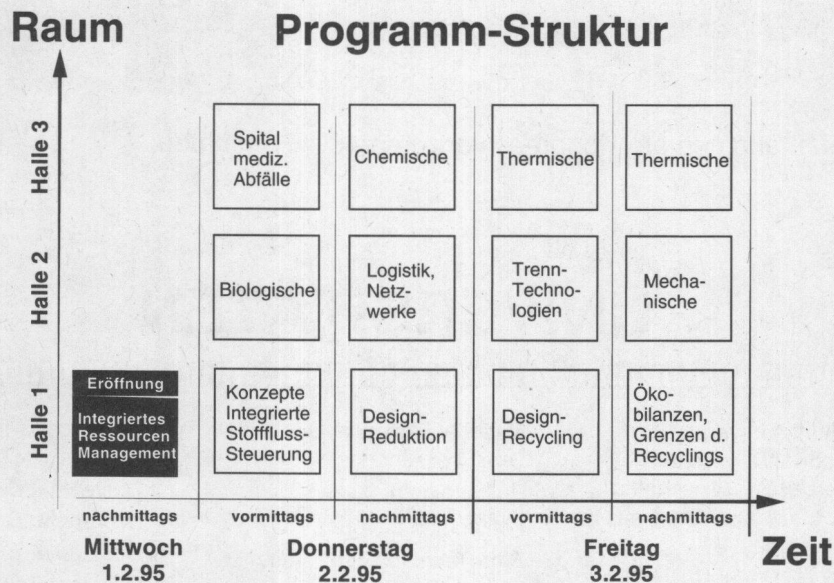 Raum
Programm-Struktur
Halle 3
Spital
mediz.
Abfälle
Chemische
Thermische
Thermische
Halle 2
Biologische
Logistik,
Netz-
werke
Trenn-
Techno-
logien
Mecha-
nische
Halle 1
Eröffnung
Integriertes
Ressourcen
Management
Konzepte
Integrierte
Stofffluss-
Steuerung
Design-
Reduktion
Design-
Recycling
Öko-
bilanzen,
Grenzen d.
Recyclings
nachmittags
vormittags
nachmittags
vormittags
nachmittags
Mittwoch
1.2.95
Donnerstag
2.2.95
Freitag
3.2.95
Zeit